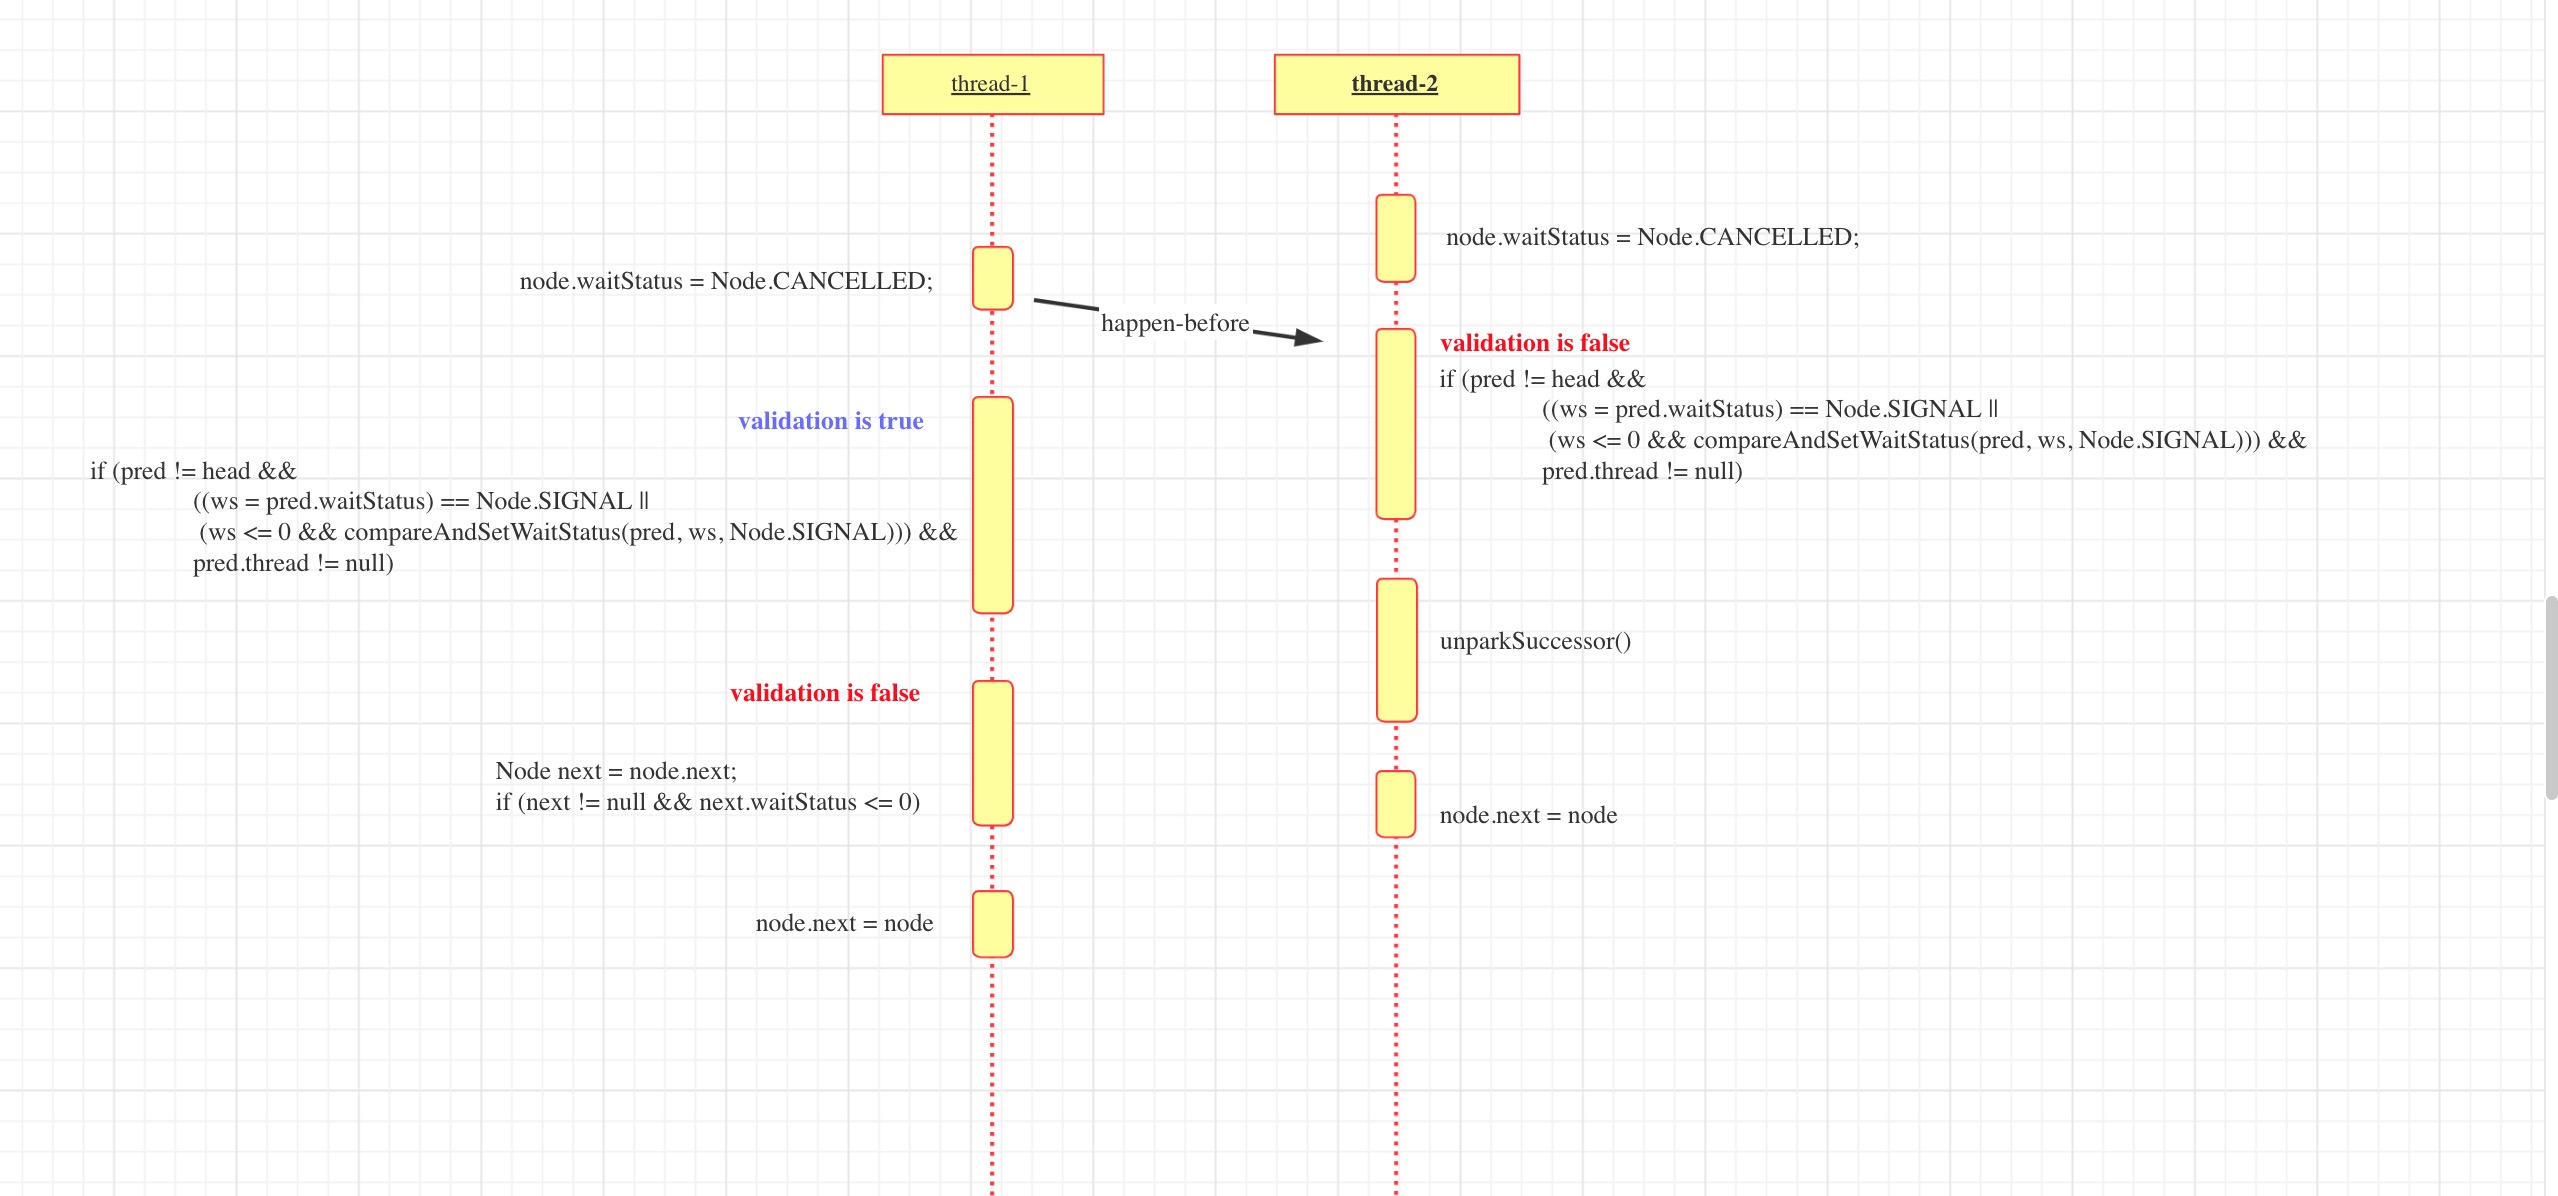 thread-1
thread-2
node.waitStatus = Node.CANCELLED;
node.waitStatus = Node.CANCELLED;
happen-before
validation is false
if (pred != head &&
((ws = pred.waitStatus) == Node.SIGNAL ||
(ws <= 0 && compareAndSetWaitStatus(pred, ws, Node.SIGNAL))) &&
pred.thread != null)
validation is true
if (pred != head &&
((ws = pred.waitStatus) == Node.SIGNAL ||
(ws <= 0 && compareAndSetWaitStatus(pred, ws, Node.SIGNAL))) &&
pred.thread != null)
unparkSuccessor()
validation is false
Node next = node.next;
if (next != null && next.waitStatus <= 0)
node.next = node
node.next = node